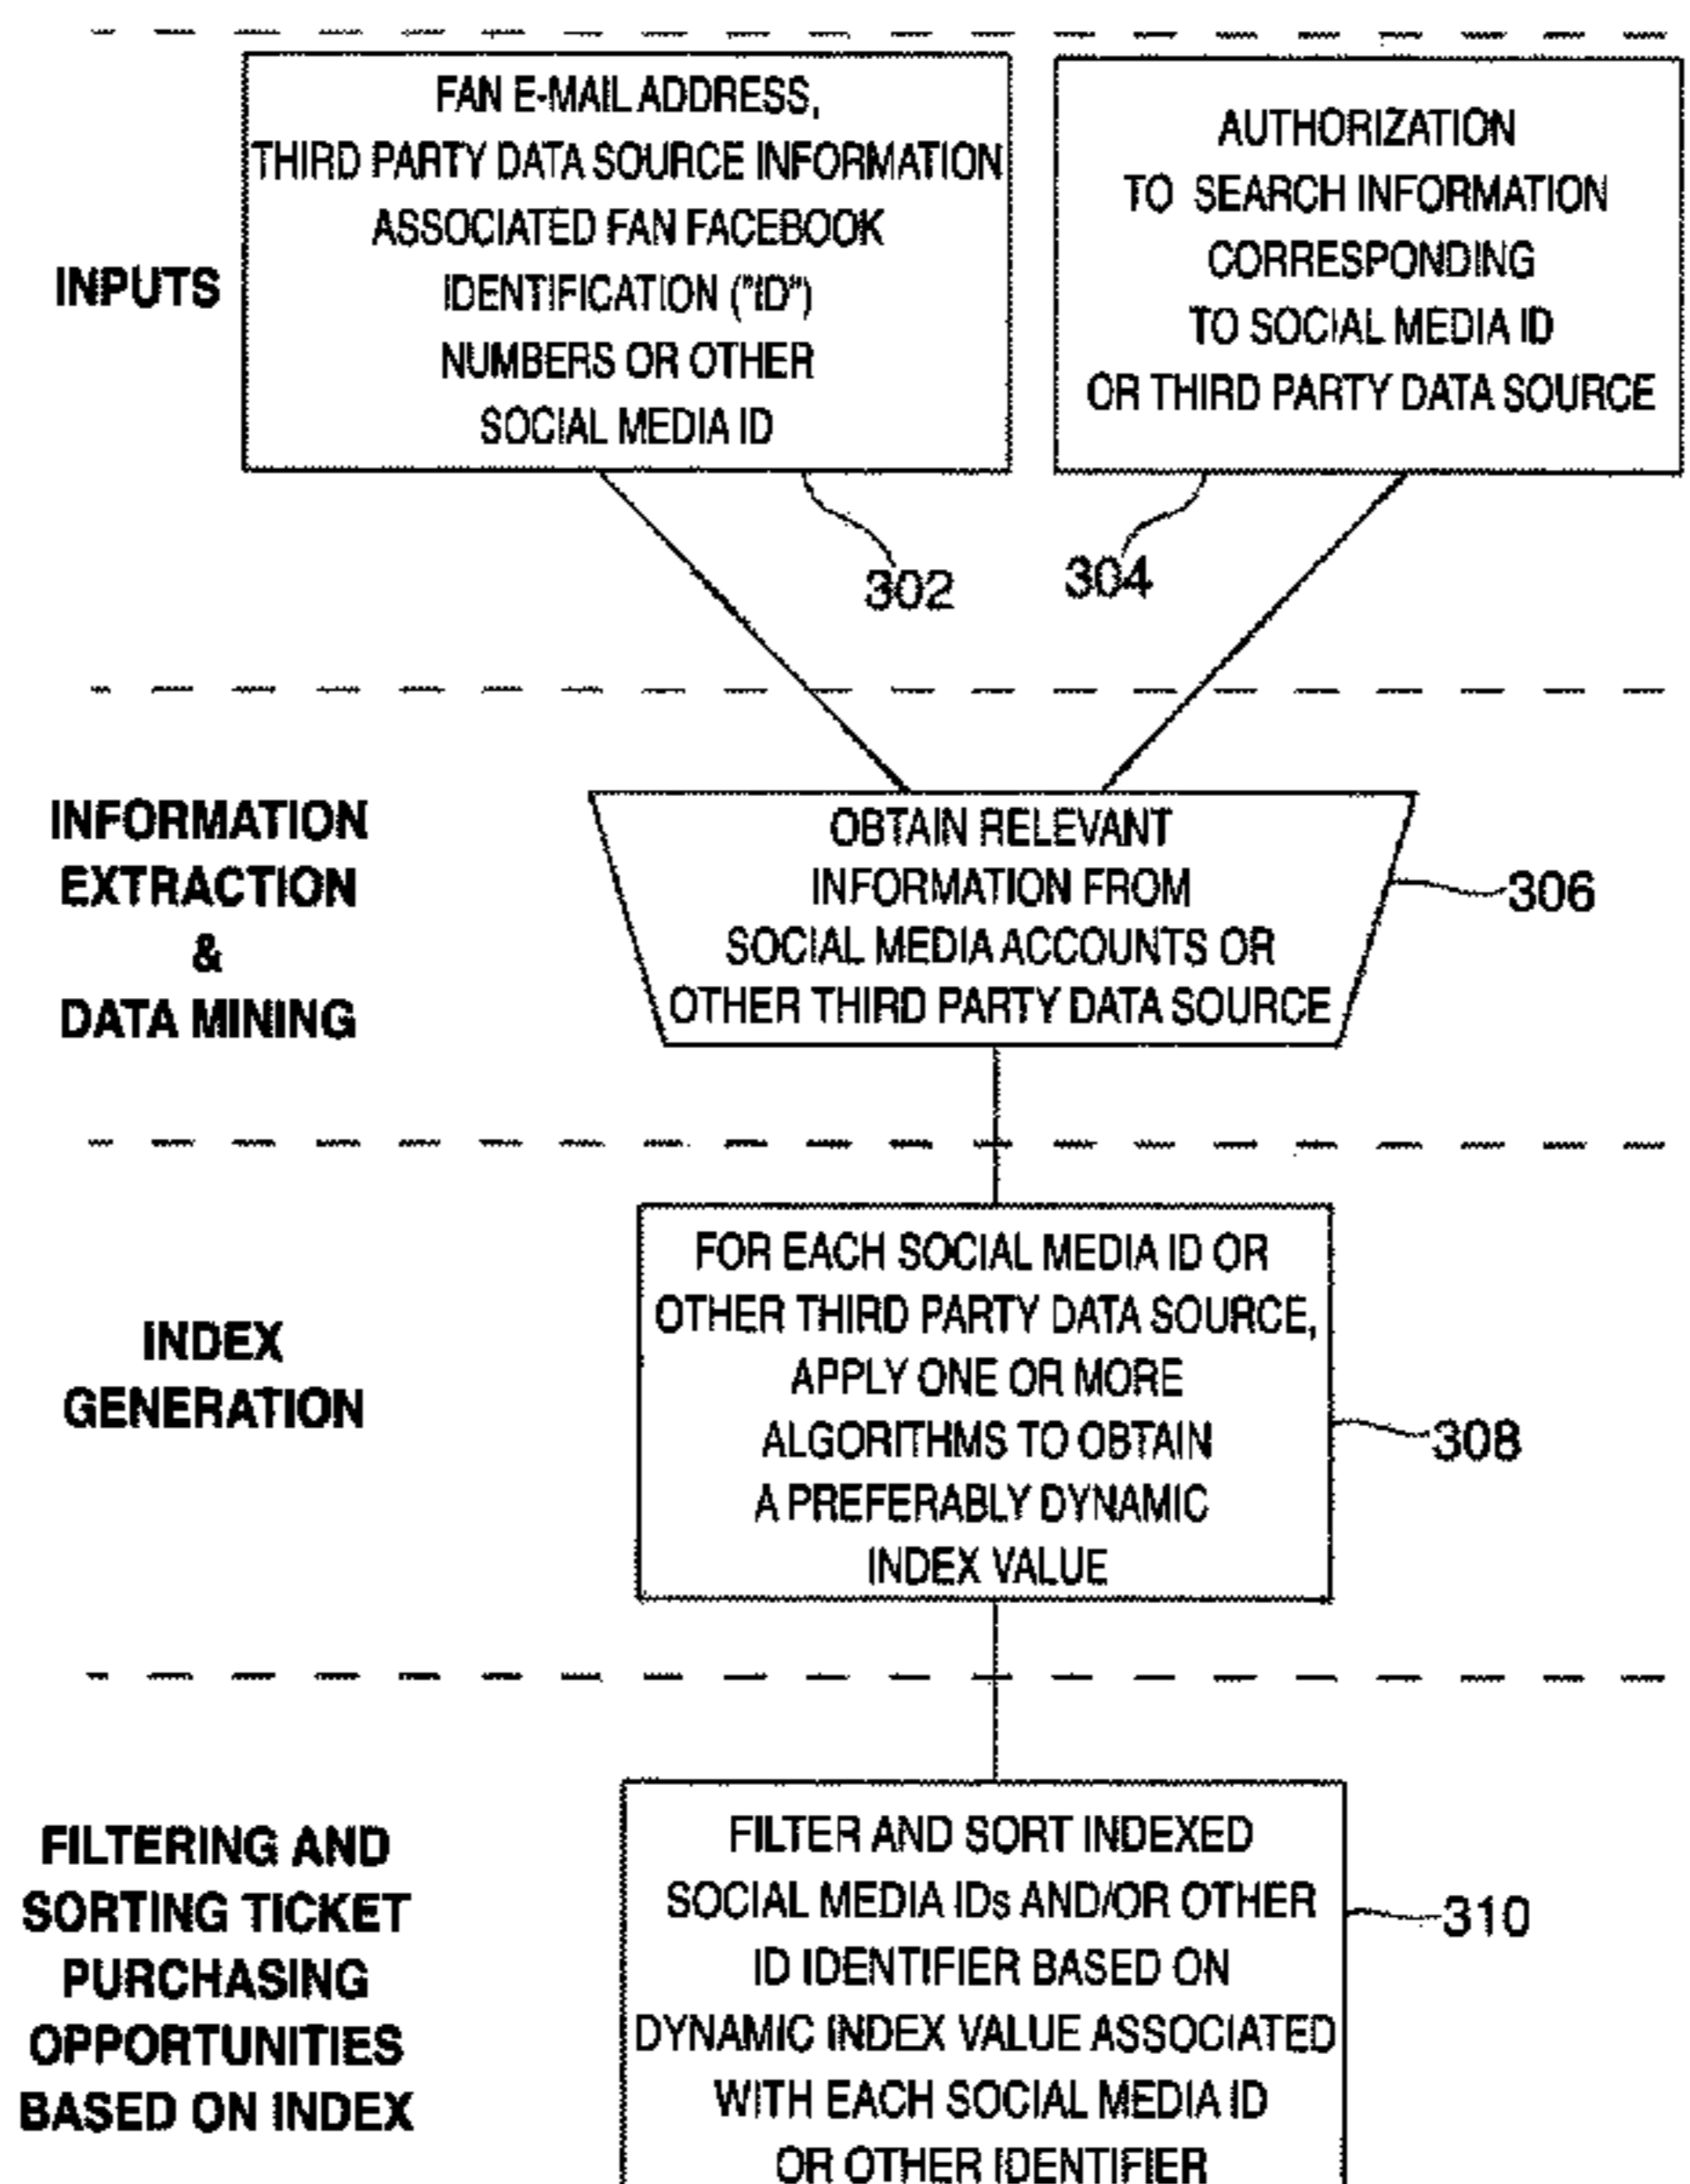 FAN E-MAIL ADDRESS,
THIRD PARTY DATA SOURCE INFORMATION
ASSOCIATED FAN FACEBOOK
IDENTIFICATION ("ID")
NUMBERS OR OTHER
SOCIAL MEDIA ID
AUTHORIZATION
TO SEARCH INFORMATION
CORRESPONDING
TO SOCIAL MEDIA ID
OR THIRD PARTY DATA SOURCE
INPUTS
302
304
INFORMATION
EXTRACTION
&
DATA MINING
OBTAIN RELEVANT
INFORMATION FROM
SOCIAL MEDIA ACCOUNTS OR
OTHER THIRD PARTY DATA SOURCE
306
INDEX
GENERATION
FOR EACH SOCIAL MEDIA ID OR
OTHER THIRD PARTY DATA SOURCE,
APPLY ONE OR MORE
ALGORITHMS TO OBTAIN
A PREFERABLY DYNAMIC
INDEX VALUE
308
FILTERING AND
SORTING TICKET
PURCHASING
OPPORTUNITIES
BASED ON INDEX
FILTER AND SORT INDEXED
SOCIAL MEDIA IDs AND/OR OTHER
ID IDENTIFIER BASED ON
DYNAMIC INDEX VALUE ASSOCIATED
WITH EACH SOCIAL MEDIA ID
OR OTHER IDENTIFIER
310